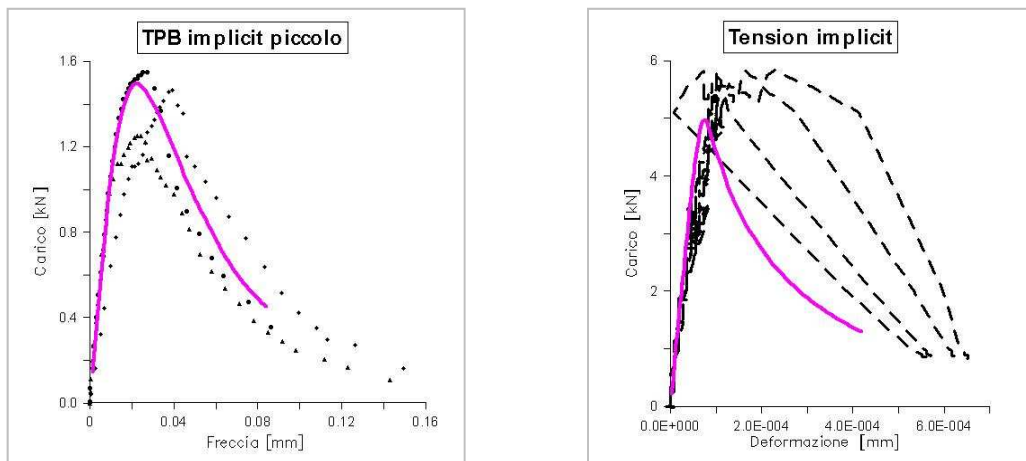 TPB implicit piccolo
1.6
1.2
0.8
0.4
0.0
Carico [kN]
0
0.04
0.08
0.12
0.16
Freccia [mm]
Tension implicit
6
4
2
0
Carico [kN]
0.0E+000
2.0E-004
4.0E-004
6.0E-004
Deformazione [mm]